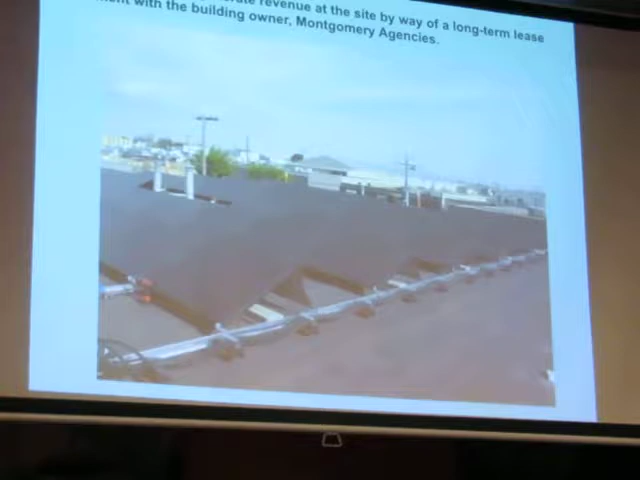 revenue at the site by way of a long-term lease
with the building owner, Montgomery Agencies.